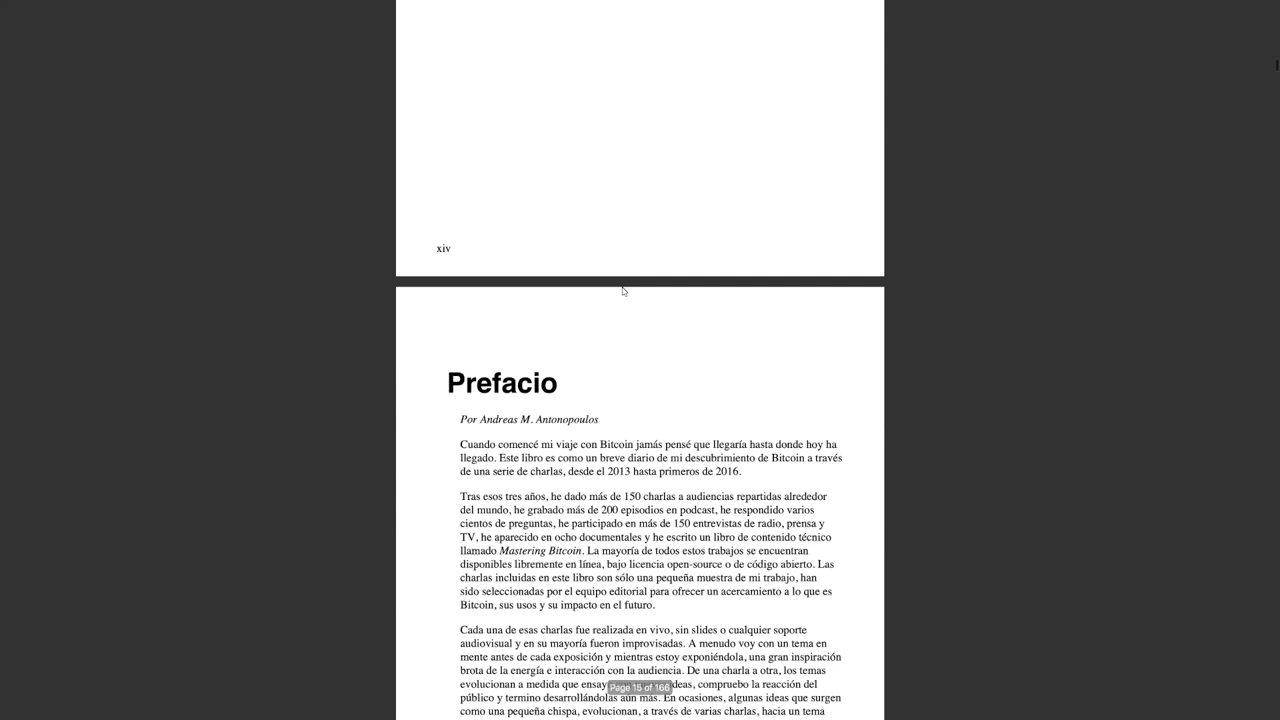 xiv
Prefacio
Por Andreas M. Antonopoulos
Cuando comencé mi viaje con Bitcoin jamás pensé que llegaría hasta donde hoy ha
llegado. Este libro es como un breve diario de mi descubrimiento de Bitcoin a través
de una serie de charlas, desde el 2013 hasta primeros de 2016.
Tras esos tres años, he dado más de 150 charlas a audiencias repartidas alrededor
del mundo, he grabado más de 200 episodios en podcast, he respondido varios
cientos de preguntas, he participado en más de 150 entrevistas de radio, prensa y
TV, he aparecido en ocho documentales y he escrito un libro de contenido técnico
llamado Mastering Bitcoin. La mayoría de todos estos trabajos se encuentran
disponibles libremente en línea, bajo licencia open-source o de código abierto. Las
charlas incluidas en este libro son sólo una pequeña muestra de mi trabajo, han
sido seleccionadas por el equipo editorial para ofrecer un acercamiento a lo que es
Bitcoin, sus usos y su impacto en el futuro.
Cada una de esas charlas fue realizada en vivo, sin slides o cualquier soporte
audiovisual y en su mayoría fueron improvisadas. A menudo voy con un tema en
mente antes de cada exposición y mientras estoy exponiéndola, una gran inspiración
brota de la energía e interacción con la audiencia. De una charla a otra, los temas
evolucionan a medida que ensay deas, compruebo la reacción del
Page 15 of 166
público y termino desarrollándolas aún más. En ocasiones, algunas ideas que surgen
como una pequeña chispa, evolucionan, a través de varias charlas, hacia un tema